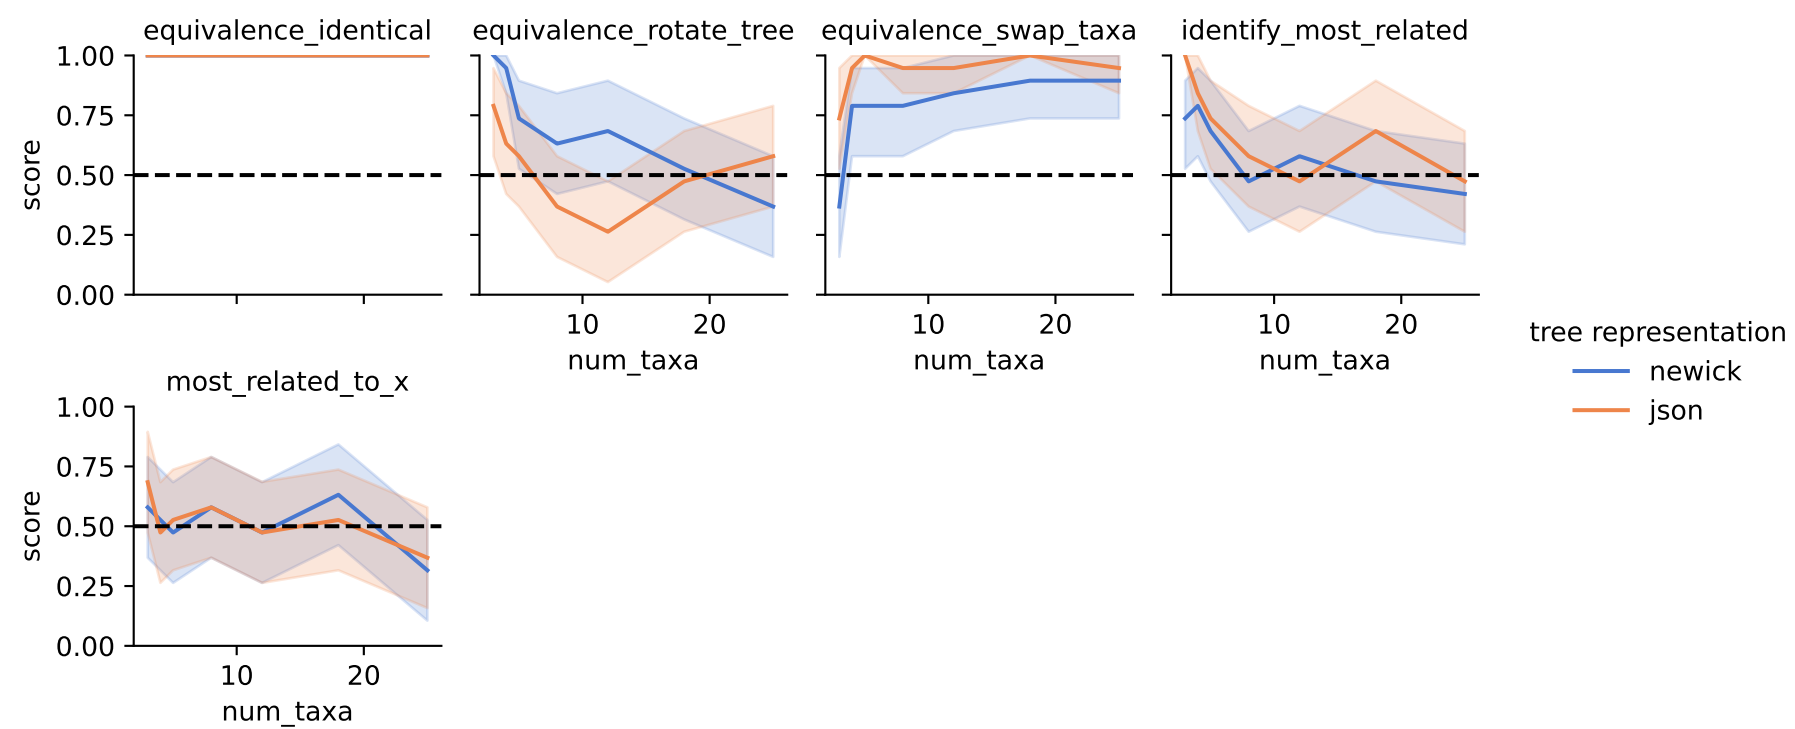 equivalence_identical
equivalence_rotate_tree
equivalence_swap_taxa
identify_most_related
1.00
0.75
0.50
0.25
0.00
score
10
20
num_taxa
10
20
num_taxa
10
20
num_taxa
tree representation
newick
json
most_related_to_x
1.00
0.75
0.50
0.25
0.00
score
10
20
num_taxa